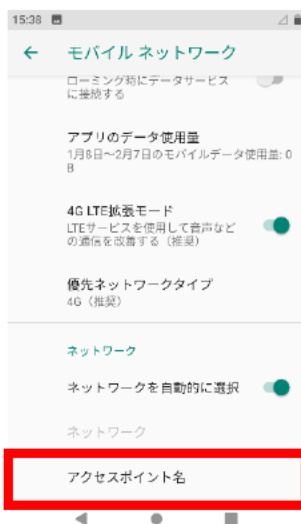 15:38
モバイル ネットワーク
ローミング時にデータサービス
に接続する
アプリのデータ使用量
1月8日～2月7日のモバイルデータ使用量: 0
B
4G LTE拡張モード
LTEサービスを使用して音声など
の通信を改善する（推奨）
優先ネットワークタイプ
4G（推奨）
ネットワーク
ネットワークを自動的に選択
ネットワーク
アクセスポイント名